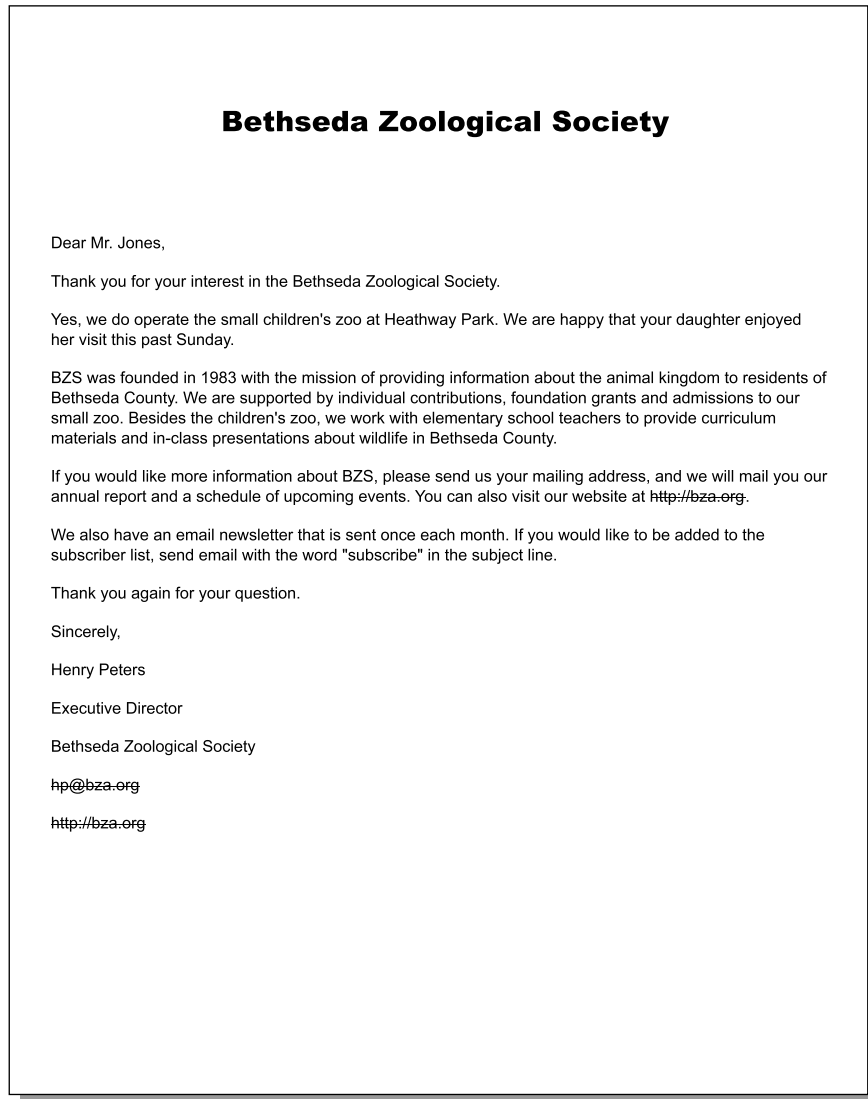 Bethseda Zoological Society
Dear Mr. Jones,
Thank you for your interest in the Bethseda Zoological Society.
Yes, we do operate the small children's zoo at Heathway Park. We are happy that your daughter enjoyed
her visit this past Sunday.
BZS was founded in 1983 with the mission of providing information about the animal kingdom to residents of
Bethseda County. We are supported by individual contributions, foundation grants and admissions to our
small zoo. Besides the children's zoo, we work with elementary school teachers to provide curriculum
materials and in-class presentations about wildlife in Bethseda County.
If you would like more information about BZS, please send us your mailing address, and we will mail you our
annual report and a schedule of upcoming events. You can also visit our website at http://bza.org.
We also have an email newsletter that is sent once each month. If you would like to be added to the
subscriber list, send email with the word "subscribe" in the subject line.
Thank you again for your question.
Sincerely,
Henry Peters
Executive Director
Bethseda Zoological Society
hp@bza.org
http://bza.org